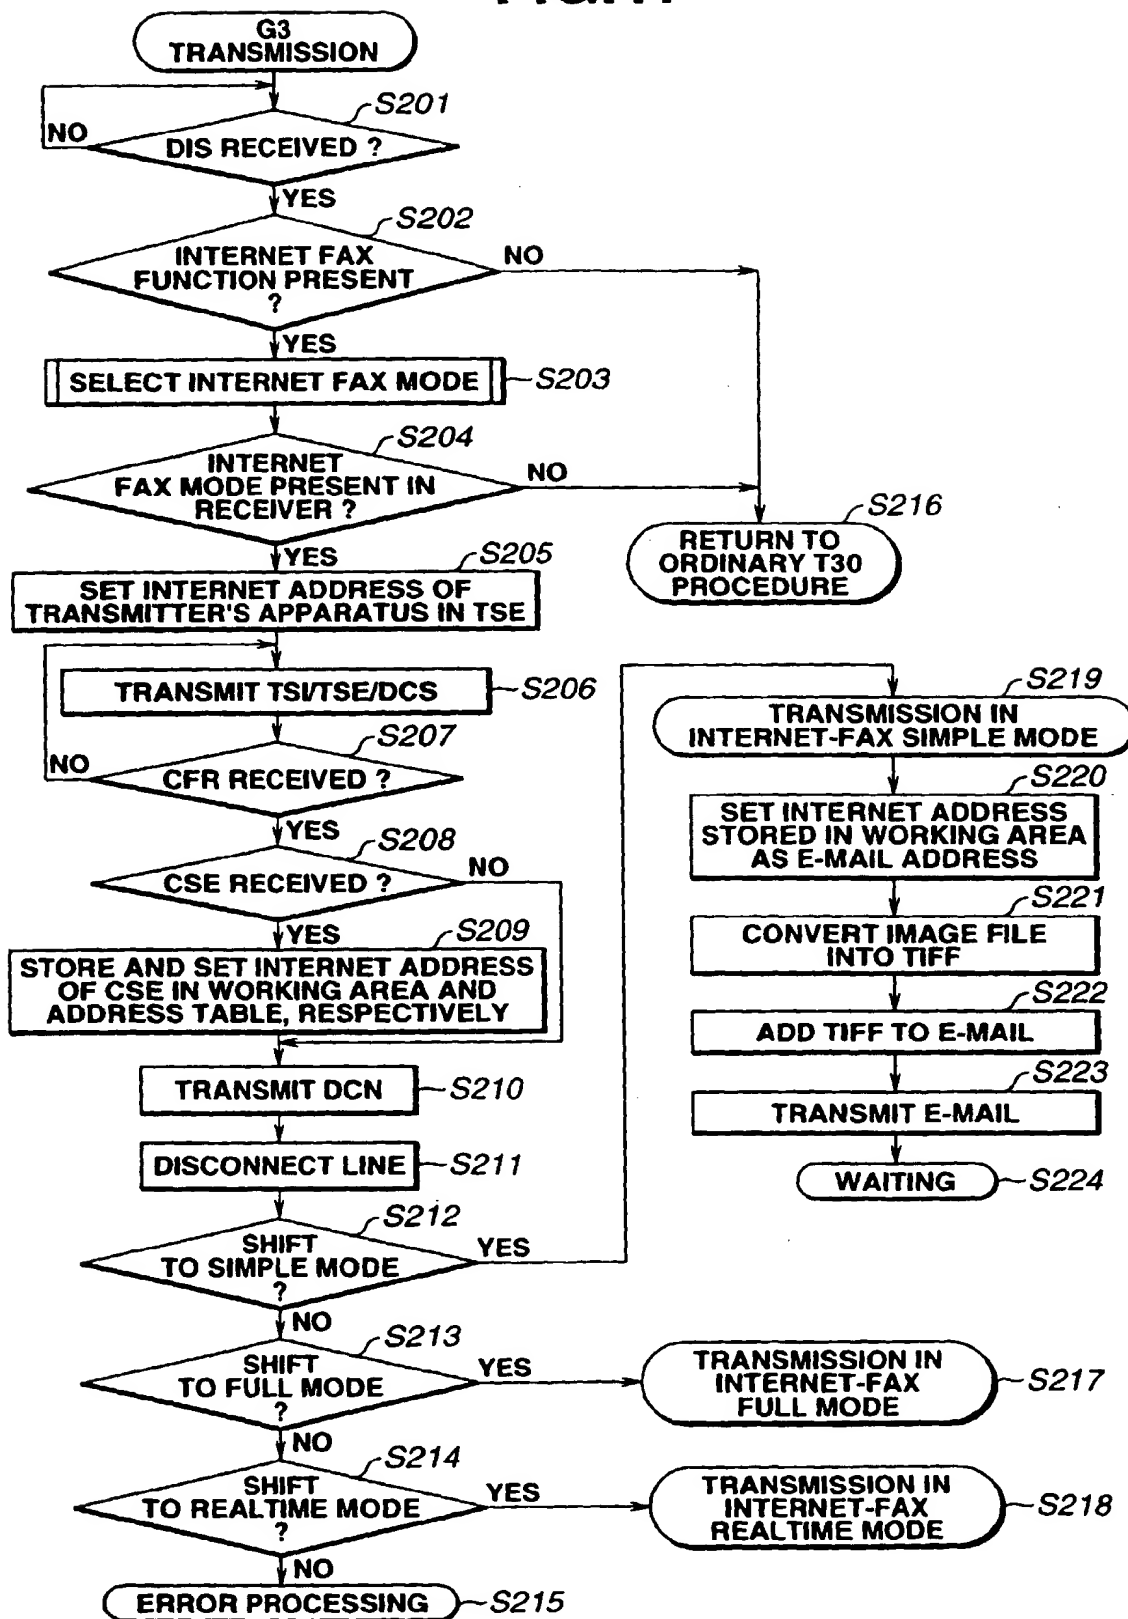 G3
TRANSMISSION
S201
NO
DIS RECEIVED ?
YES
S202
INTERNET FAX
FUNCTION PRESENT
?
NO
YES
SELECT INTERNET FAX MODE
S203
S204
INTERNET
FAX MODE PRESENT IN
RECEIVER ?
NO
YES
S216
RETURN TO
ORDINARY T30
PROCEDURE
S205
SET INTERNET ADDRESS OF
TRANSMITTER'S APPARATUS IN TSE
TRANSMIT TSI/TSE/DCS
S206
S207
NO
CFR RECEIVED ?
YES
S208
CSE RECEIVED ?
NO
YES
S209
STORE AND SET INTERNET ADDRESS
OF CSE IN WORKING AREA AND
ADDRESS TABLE, RESPECTIVELY
TRANSMIT DCN
S210
DISCONNECT LINE
S211
S212
SHIFT
TO SIMPLE MODE
?
YES
NO
S213
SHIFT
TO FULL MODE
?
YES
NO
S214
SHIFT
TO REALTIME MODE
?
YES
NO
ERROR PROCESSING
S215
S219
TRANSMISSION IN
INTERNET-FAX SIMPLE MODE
S220
SET INTERNET ADDRESS
STORED IN WORKING AREA
AS E-MAIL ADDRESS
S221
CONVERT IMAGE FILE
INTO TIFF
S222
ADD TIFF TO E-MAIL
S223
TRANSMIT E-MAIL
WAITING
S224
TRANSMISSION IN
INTERNET-FAX
FULL MODE
S217
TRANSMISSION IN
INTERNET-FAX
REALTIME MODE
S218